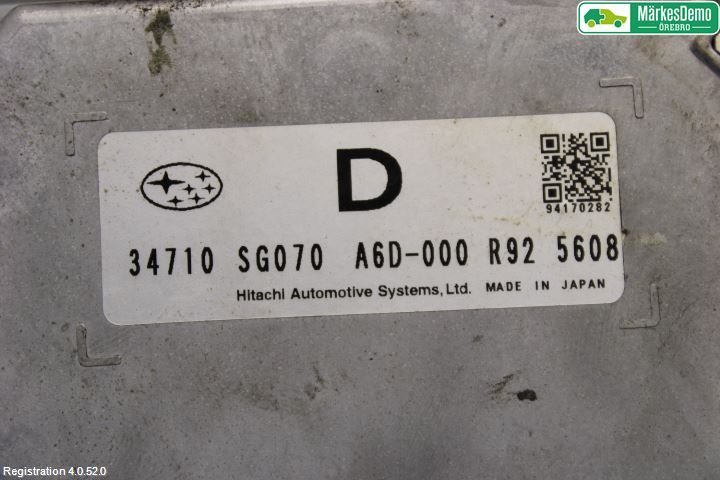 MärkesDemo
ÖREBRO
D
94170282
34710 SG070 A6D-000 R92 5608
Hitachi Automotive Systems, Ltd. MADE IN JAPAN
Registration 4.0.52.0